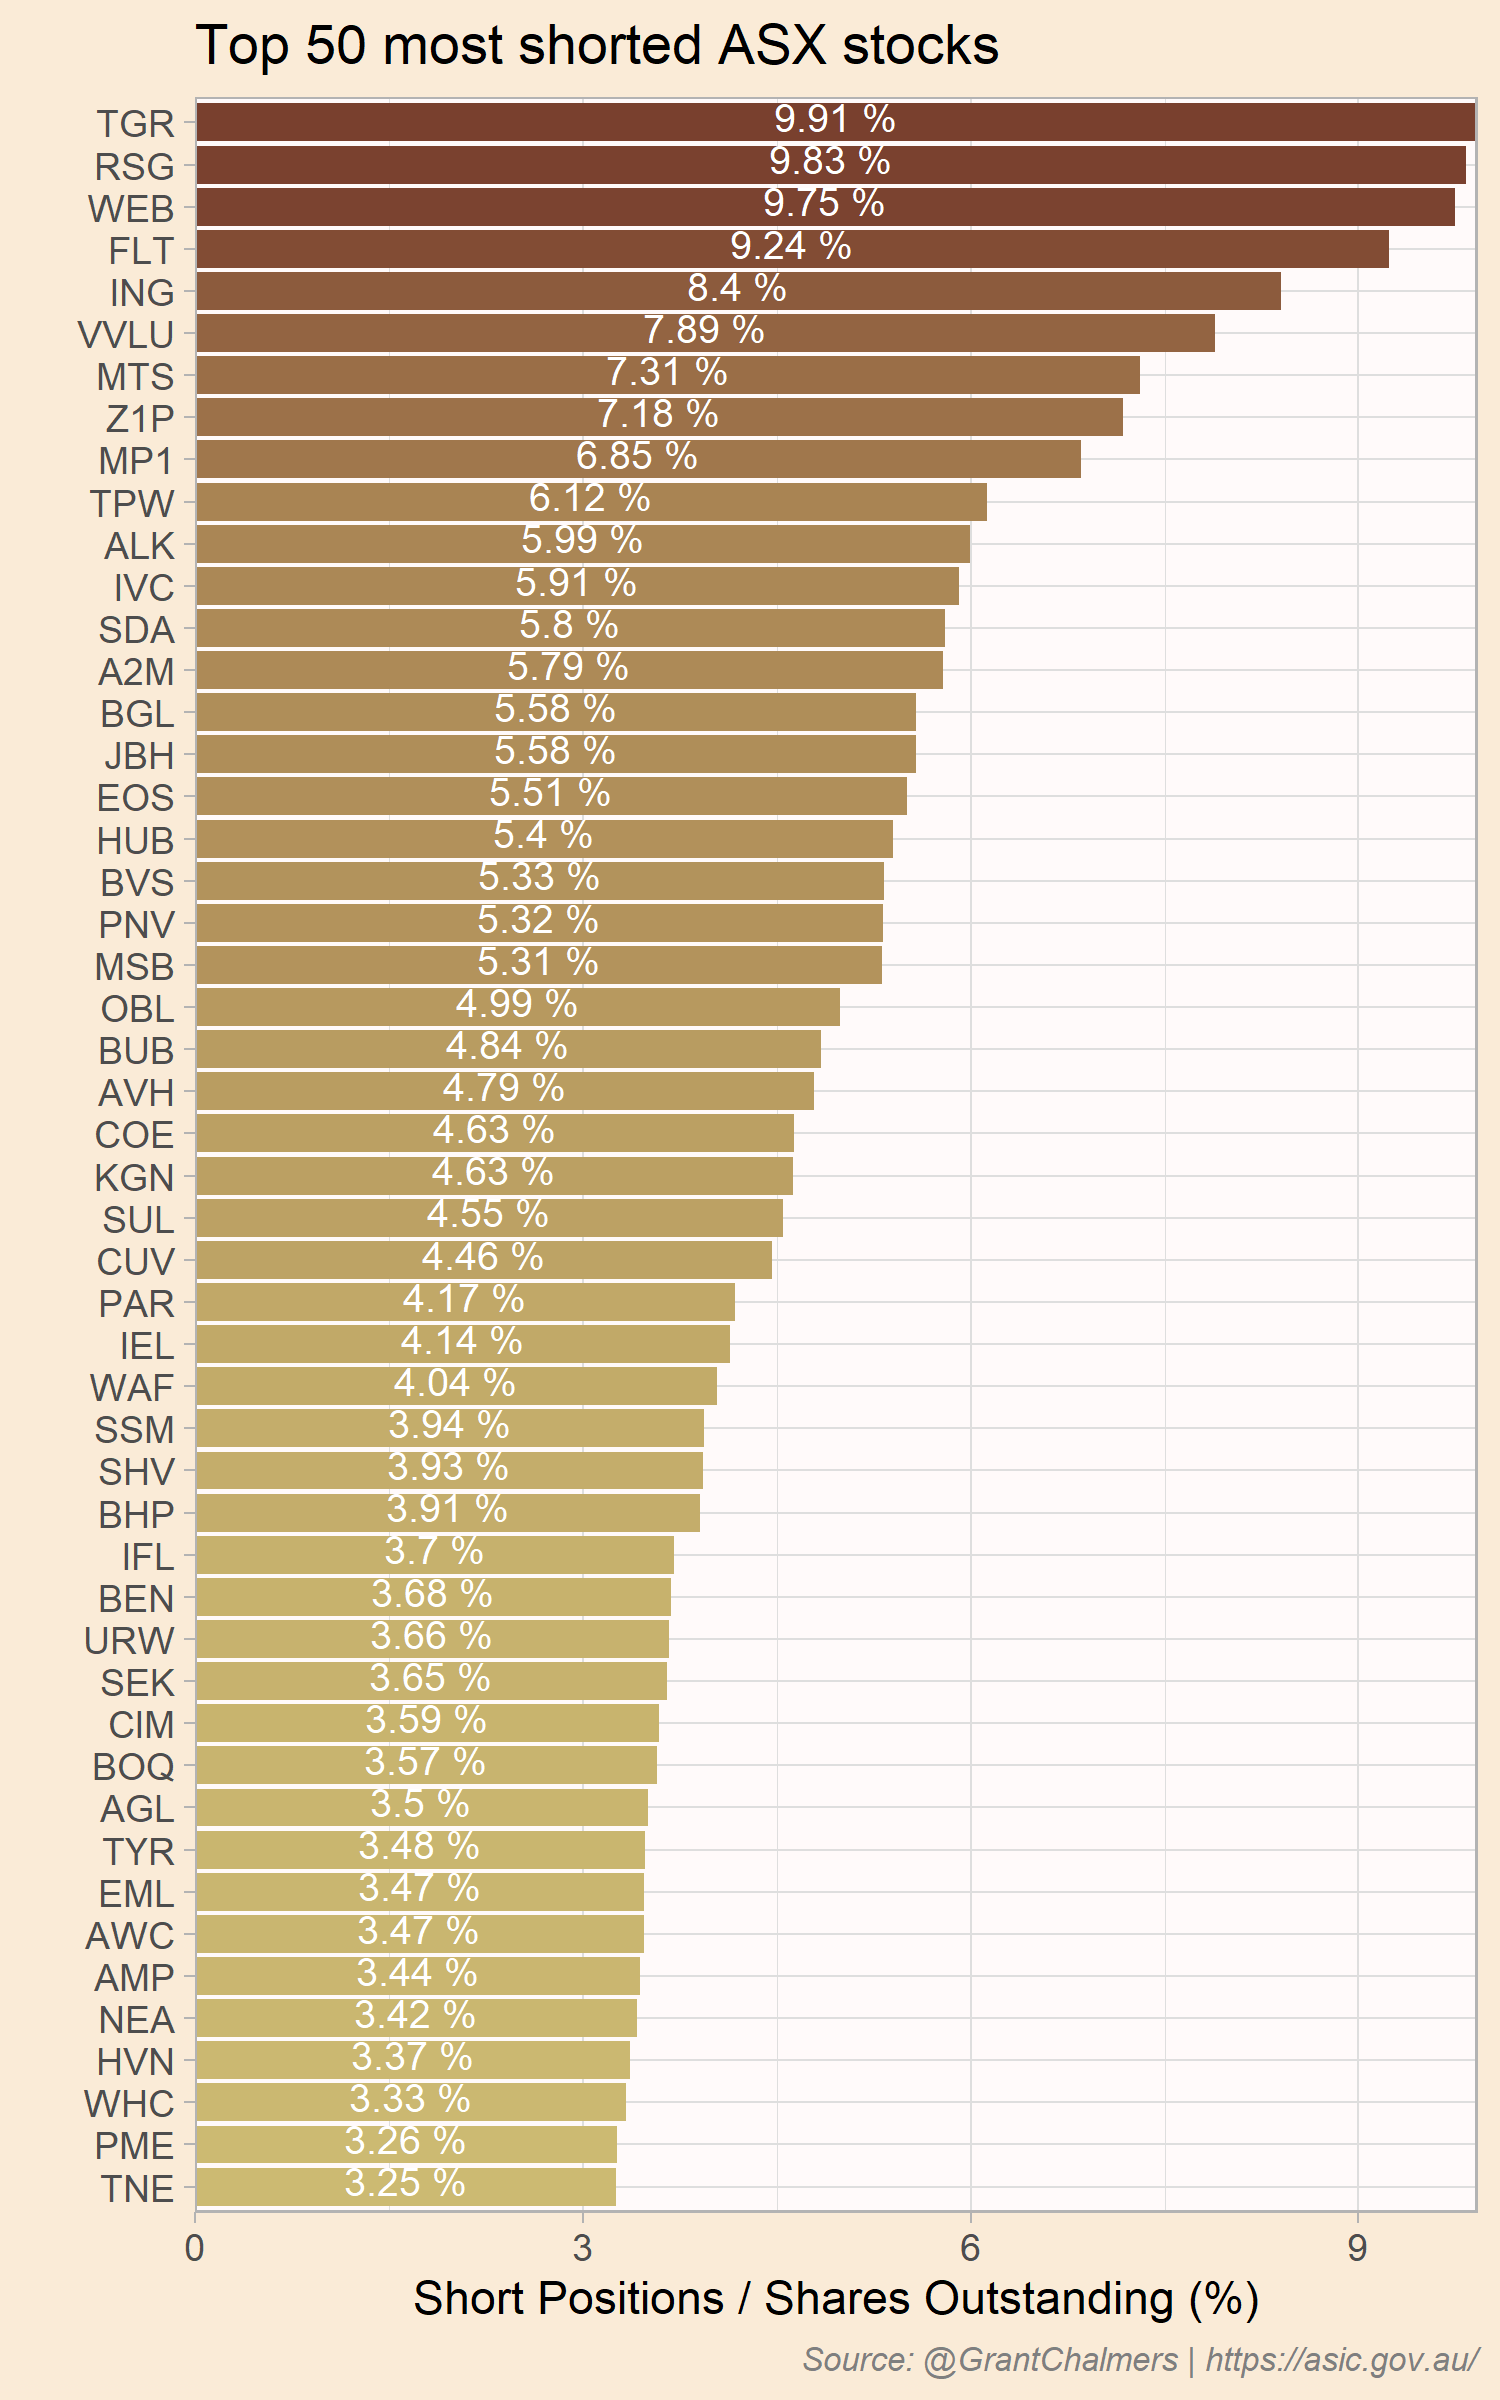 Top 50 most shorted ASX stocks
TGR 9.91 %
RSG 9.83 %
WEB 9.75 %
FLT 9.24 %
ING 8.4 %
VVLU 7.89 %
MTS 7.31 %
Z1P 7.18 %
MP1 6.85 %
TPW 6.12 %
ALK 5.99 %
IVC 5.91 %
SDA 5.8 %
A2M 5.79 %
BGL 5.58 %
JBH 5.58 %
EOS 5.51 %
HUB 5.4 %
BVS 5.33 %
PNV 5.32 %
MSB 5.31 %
OBL 4.99 %
BUB 4.84 %
AVH 4.79 %
COE 4.63 %
KGN 4.63 %
SUL 4.55 %
CUV 4.46 %
PAR 4.17 %
IEL 4.14 %
WAF 4.04 %
SSM 3.94 %
SHV 3.93 %
BHP 3.91 %
IFL 3.7 %
BEN 3.68 %
URW 3.66 %
SEK 3.65 %
CIM 3.59 %
BOQ 3.57 %
AGL 3.5 %
TYR 3.48 %
EML 3.47 %
AWC 3.47 %
AMP 3.44 %
NEA 3.42 %
HVN 3.37 %
WHC 3.33 %
PME 3.26 %
TNE 3.25 %
0 3 6 9
Short Positions / Shares Outstanding (%)
Source: @GrantChalmers | https://asic.gov.au/